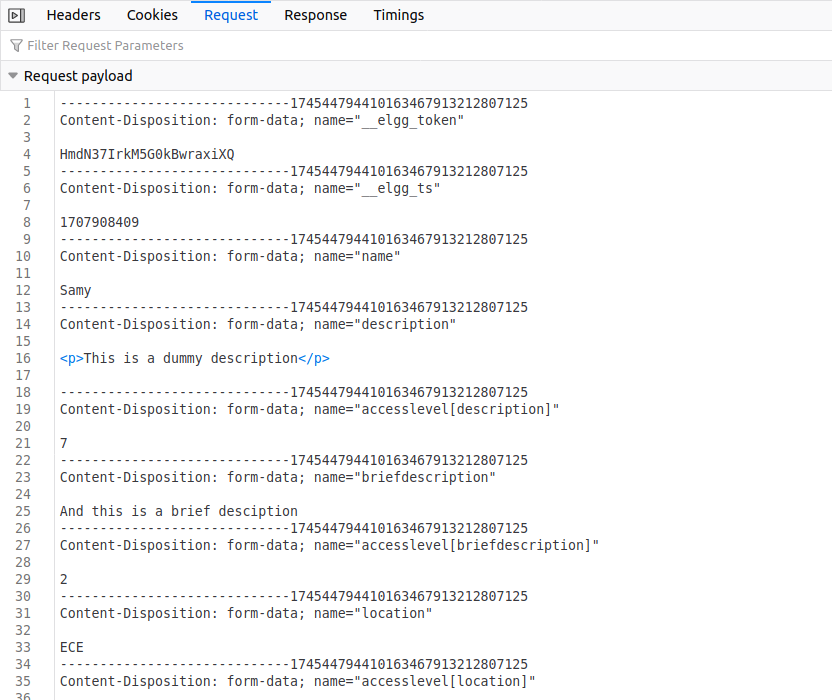 Headers Cookies Request Response Timings
Filter Request Parameters
Request payload
1 -----------------------------17454479441016346791​3212807125
2 Content-Disposition: form-data; name="__elgg_token"
3
4 HmdN37IrkM5G0kBwraxiXQ
5 -----------------------------174544794410163467913212807125
6 Content-Disposition: form-data; name="__elgg_ts"
7
8 1707908409
9 -----------------------------174544794410163467913212807125
10 Content-Disposition: form-data; name="name"
11
12 Samy
13 -----------------------------174544794410163467913212807125
14 Content-Disposition: form-data; name="description"
15
16 <p>This is a dummy description</p>
17
18 -----------------------------174544794410163467913212807125
19 Content-Disposition: form-data; name="accesslevel[description]"
20
21 7
22 -----------------------------174544794410163467913212807125
23 Content-Disposition: form-data; name="briefdescription"
24
25 And this is a brief desciption
26 -----------------------------174544794410163467913212807125
27 Content-Disposition: form-data; name="accesslevel[briefdescription]"
28
29 2
30 -----------------------------174544794410163467913212807125
31 Content-Disposition: form-data; name="location"
32
33 ECE
34 -----------------------------174544794410163467913212807125
35 Content-Disposition: form-data; name="accesslevel[location]"
36